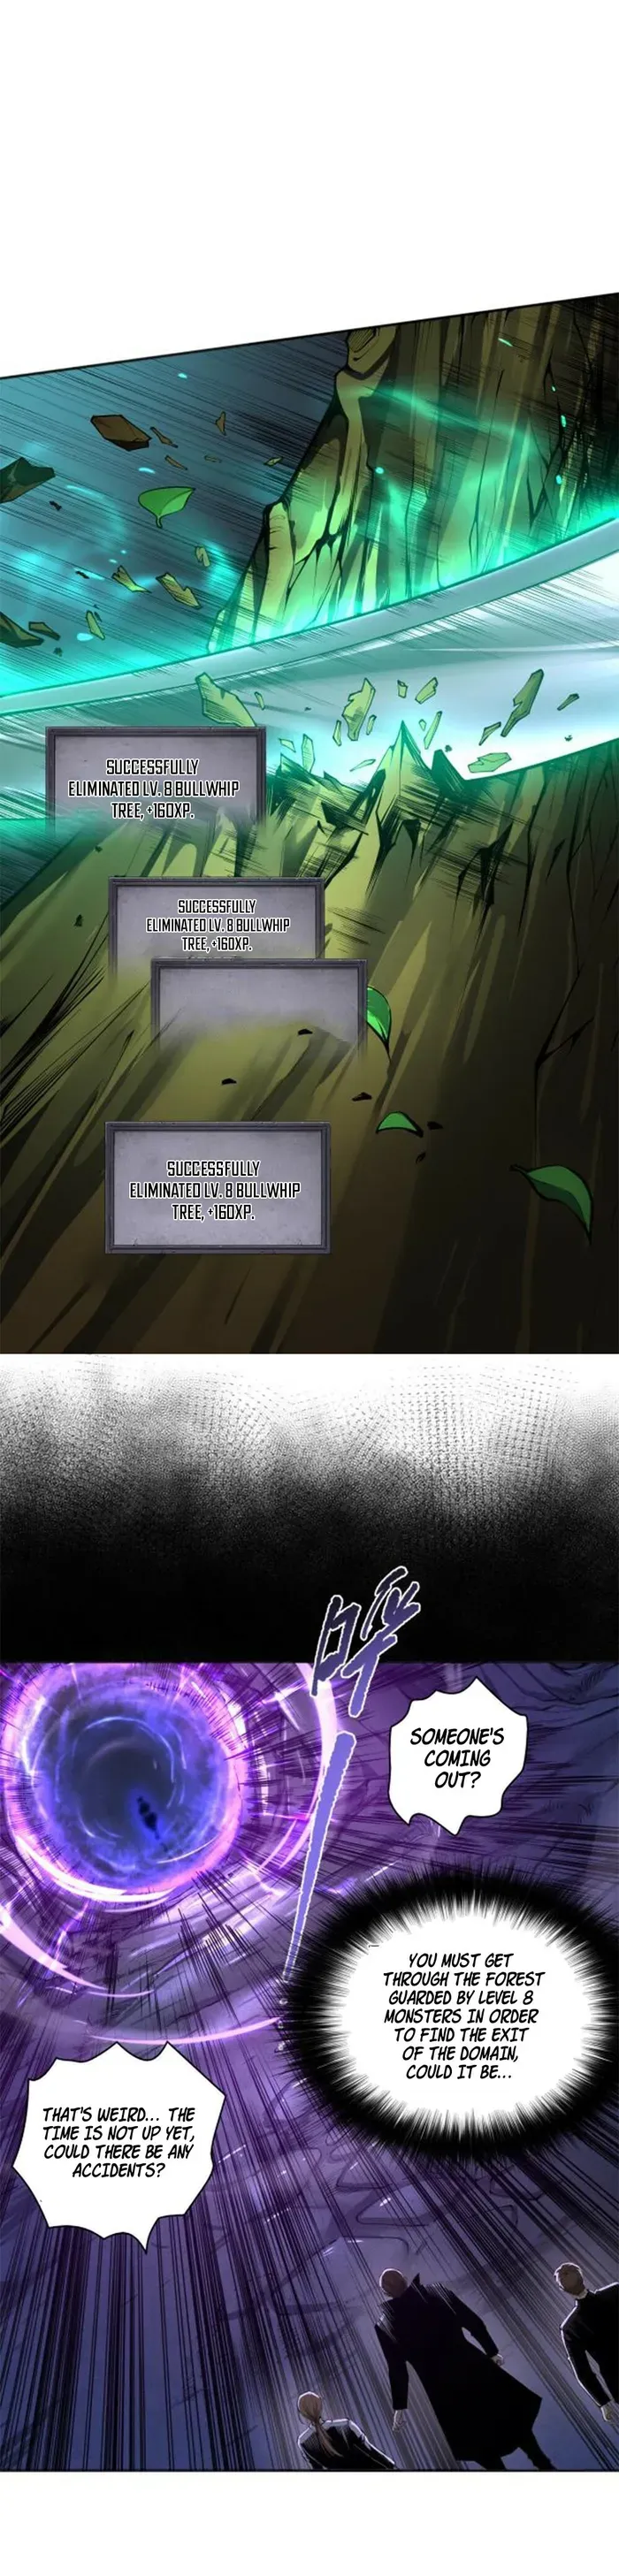 SUCCESSFULLY
ELIMINATED LV. 8 BULLWHIP
TREE, +160XP.
SUCCESSFULLY
ELIMINATED LV. 8 BULLWHIP
TREE, +160XP.
SUCCESSFULLY
ELIMINATED LV. 8 BULLWHIP
TREE, +160XP.
SOMEONE'S
COMING
OUT?
YOU MUST GET
THROUGH THE FOREST
GUARDED BY LEVEL 8
MONSTERS IN ORDER
TO FIND THE EXIT
OF THE DOMAIN,
COULD IT BE...
THAT'S WEIRD... THE
TIME IS NOT UP YET,
COULD THERE BE ANY
ACCIDENTS?